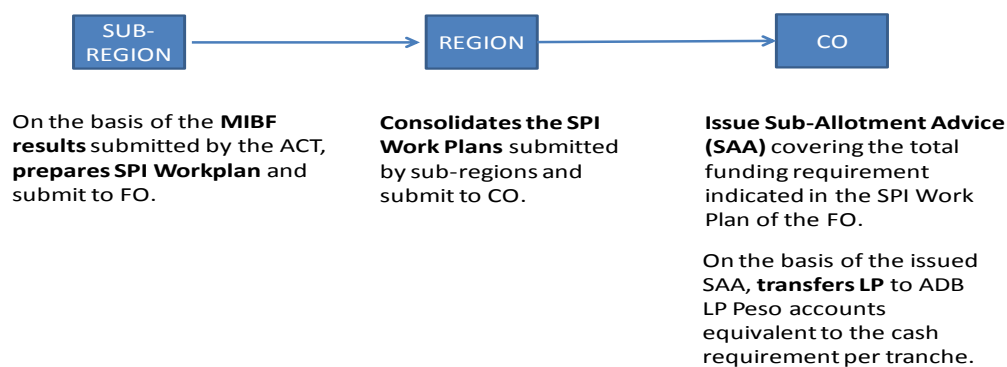 SUB-
REGION
REGION
CO
On the basis of the MIBF
results submitted by the ACT,
prepares SPI Workplan and
submit to FO.
Consolidates the SPI
Work Plans submitted
by sub-regions and
submit to CO.
Issue Sub-Allotment Advice
(SAA) covering the total
funding requirement
indicated in the SPI Work
Plan of the FO.
On the basis of the issued
SAA, transfers LP to ADB
LP Peso accounts
equivalent to the cash
requirement per tranche.